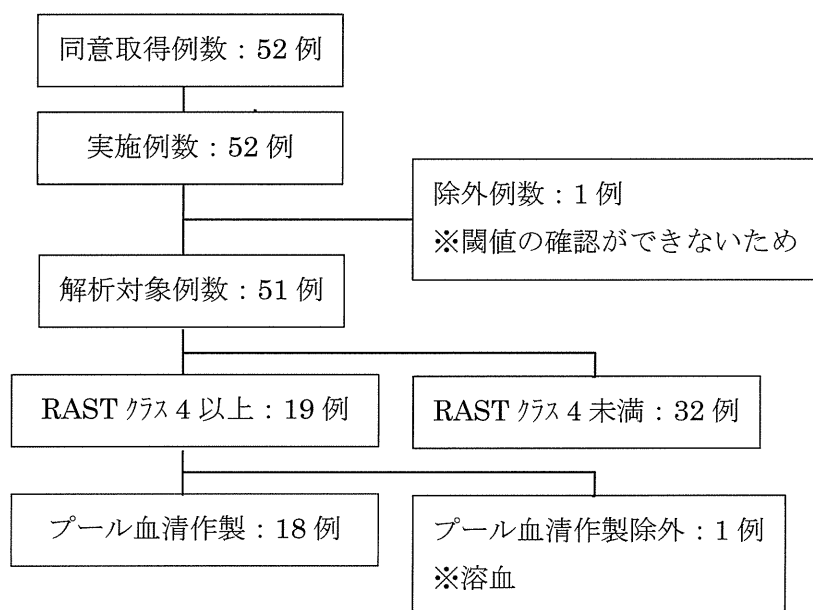 同意取得例数：52 例
実施例数：52 例
除外例数：1 例
※閾値の確認ができないため
解析対象例数：51 例
RAST ｸﾗｽ 4 以上：19 例
RAST ｸﾗｽ 4 未満：32 例
プール血清作製：18 例
プール血清作製除外：1 例
※溶血